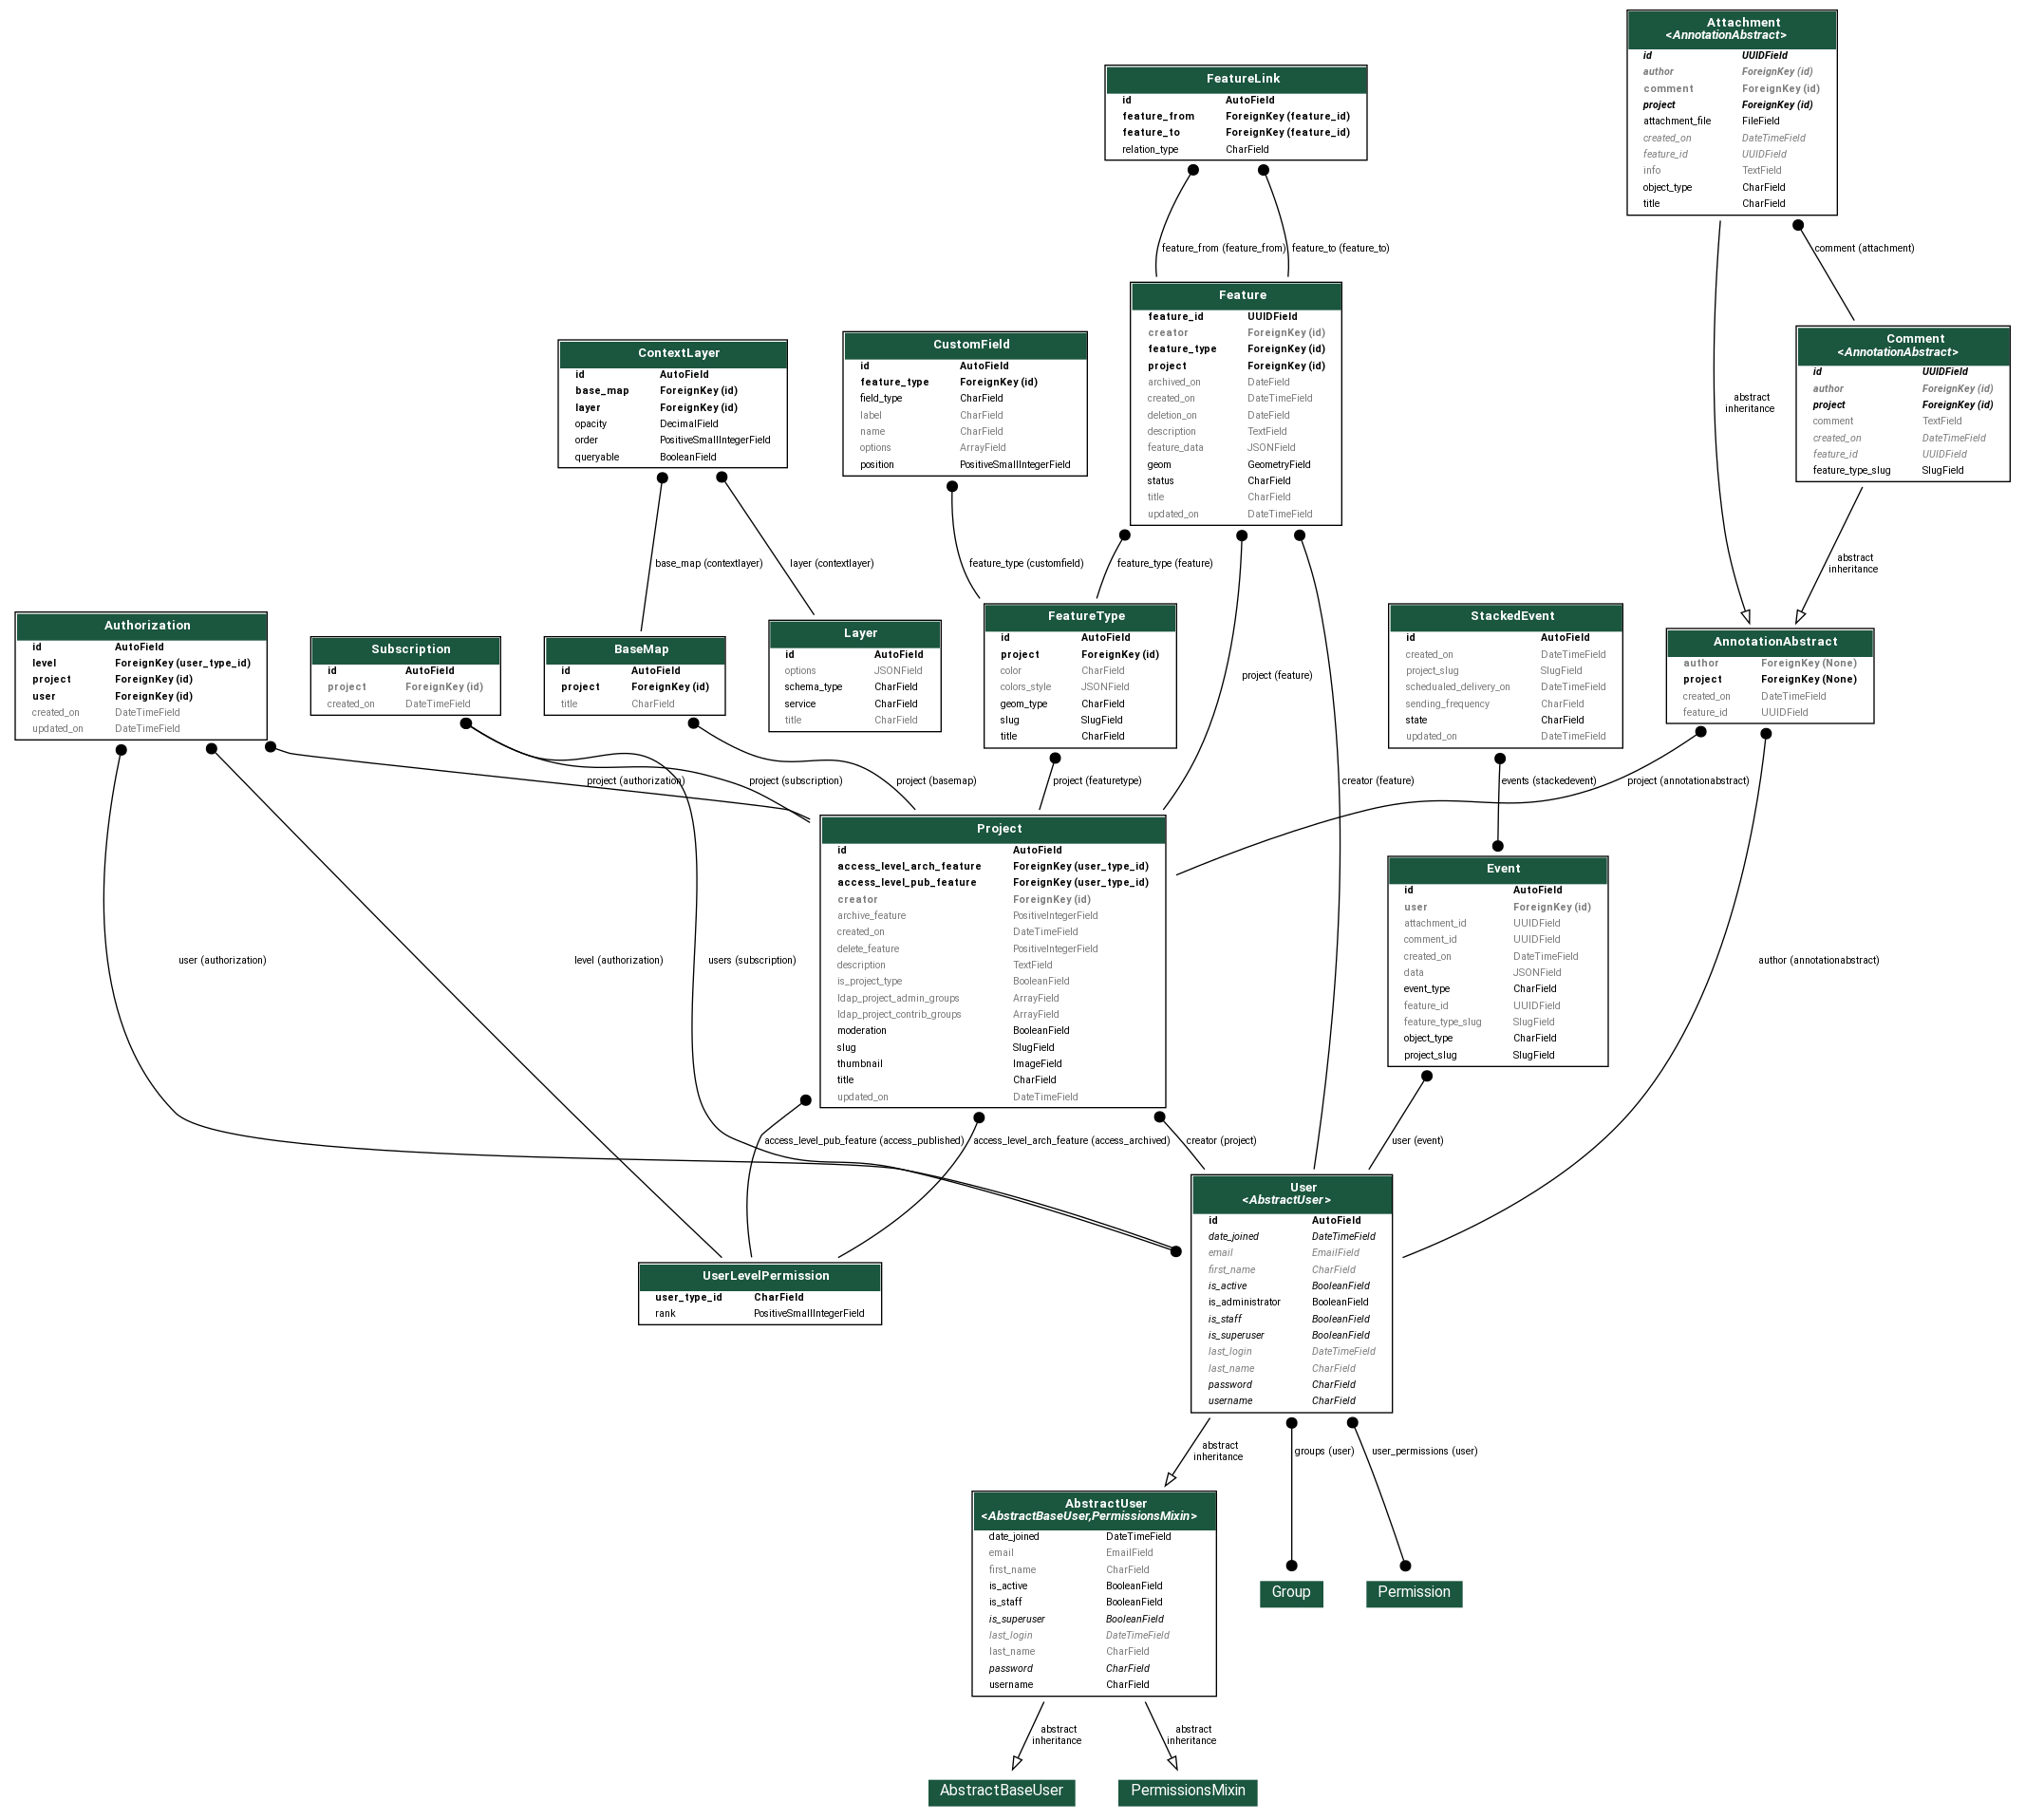 Attachment
<AnnotationAbstract>
id UUIDField
author ForeignKey (id)
comment ForeignKey (id)
project ForeignKey (id)
attachment_file FileField
created_on DateTimeField
feature_id UUIDField
info TextField
object_type CharField
title CharField
FeatureLink
id AutoField
feature_from ForeignKey (feature_id)
feature_to ForeignKey (feature_id)
relation_type CharField
feature_from (feature_from)
feature_to (feature_to)
comment (attachment)
Feature
feature_id UUIDField
creator ForeignKey (id)
feature_type ForeignKey (id)
project ForeignKey (id)
archived_on DateField
created_on DateTimeField
deletion_on DateField
description TextField
feature_data JSONField
geom GeometryField
status CharField
title CharField
updated_on DateTimeField
ContextLayer
id AutoField
base_map ForeignKey (id)
layer ForeignKey (id)
opacity DecimalField
order PositiveSmallIntegerField
queryable BooleanField
CustomField
id AutoField
feature_type ForeignKey (id)
field_type CharField
label CharField
name CharField
options ArrayField
position PositiveSmallIntegerField
Comment
<AnnotationAbstract>
id UUIDField
author ForeignKey (id)
project ForeignKey (id)
comment TextField
created_on DateTimeField
feature_id UUIDField
feature_type_slug SlugField
abstract
inheritance
base_map (contextlayer)
layer (contextlayer)
feature_type (customfield)
feature_type (feature)
abstract
inheritance
Authorization
id AutoField
level ForeignKey (user_type_id)
project ForeignKey (id)
user ForeignKey (id)
created_on DateTimeField
updated_on DateTimeField
Subscription
id AutoField
project ForeignKey (id)
created_on DateTimeField
BaseMap
id AutoField
project ForeignKey (id)
title CharField
Layer
id AutoField
options JSONField
schema_type CharField
service CharField
title CharField
FeatureType
id AutoField
project ForeignKey (id)
color CharField
colors_style JSONField
geom_type CharField
slug SlugField
title CharField
project (feature)
StackedEvent
id AutoField
created_on DateTimeField
project_slug SlugField
schedualed_delivery_on DateTimeField
sending_frequency CharField
state CharField
updated_on DateTimeField
AnnotationAbstract
author ForeignKey (None)
project ForeignKey (None)
created_on DateTimeField
feature_id UUIDField
project (authorization)
project (subscription)
project (basemap)
project (featuretype)
creator (feature)
events (stackedevent)
project (annotationabstract)
Project
id AutoField
access_level_arch_feature ForeignKey (user_type_id)
access_level_pub_feature ForeignKey (user_type_id)
creator ForeignKey (id)
archive_feature PositiveIntegerField
created_on DateTimeField
delete_feature PositiveIntegerField
description TextField
is_project_type BooleanField
ldap_project_admin_groups ArrayField
ldap_project_contrib_groups ArrayField
moderation BooleanField
slug SlugField
thumbnail ImageField
title CharField
updated_on DateTimeField
Event
id AutoField
user ForeignKey (id)
attachment_id UUIDField
comment_id UUIDField
created_on DateTimeField
data JSONField
event_type CharField
feature_id UUIDField
feature_type_slug SlugField
object_type CharField
project_slug SlugField
user (authorization)
level (authorization)
users (subscription)
author (annotationabstract)
access_level_pub_feature (access_published)
access_level_arch_feature (access_archived)
creator (project)
user (event)
User
<AbstractUser>
id AutoField
date_joined DateTimeField
email EmailField
first_name CharField
is_active BooleanField
is_administrator BooleanField
is_staff BooleanField
is_superuser BooleanField
last_login DateTimeField
last_name CharField
password CharField
username CharField
UserLevelPermission
user_type_id CharField
rank PositiveSmallIntegerField
abstract
inheritance
groups (user)
user_permissions (user)
AbstractUser
<AbstractBaseUser,PermissionsMixin>
date_joined DateTimeField
email EmailField
first_name CharField
is_active BooleanField
is_staff BooleanField
is_superuser BooleanField
last_login DateTimeField
last_name CharField
password CharField
username CharField
Group
Permission
abstract
inheritance
abstract
inheritance
AbstractBaseUser
PermissionsMixin